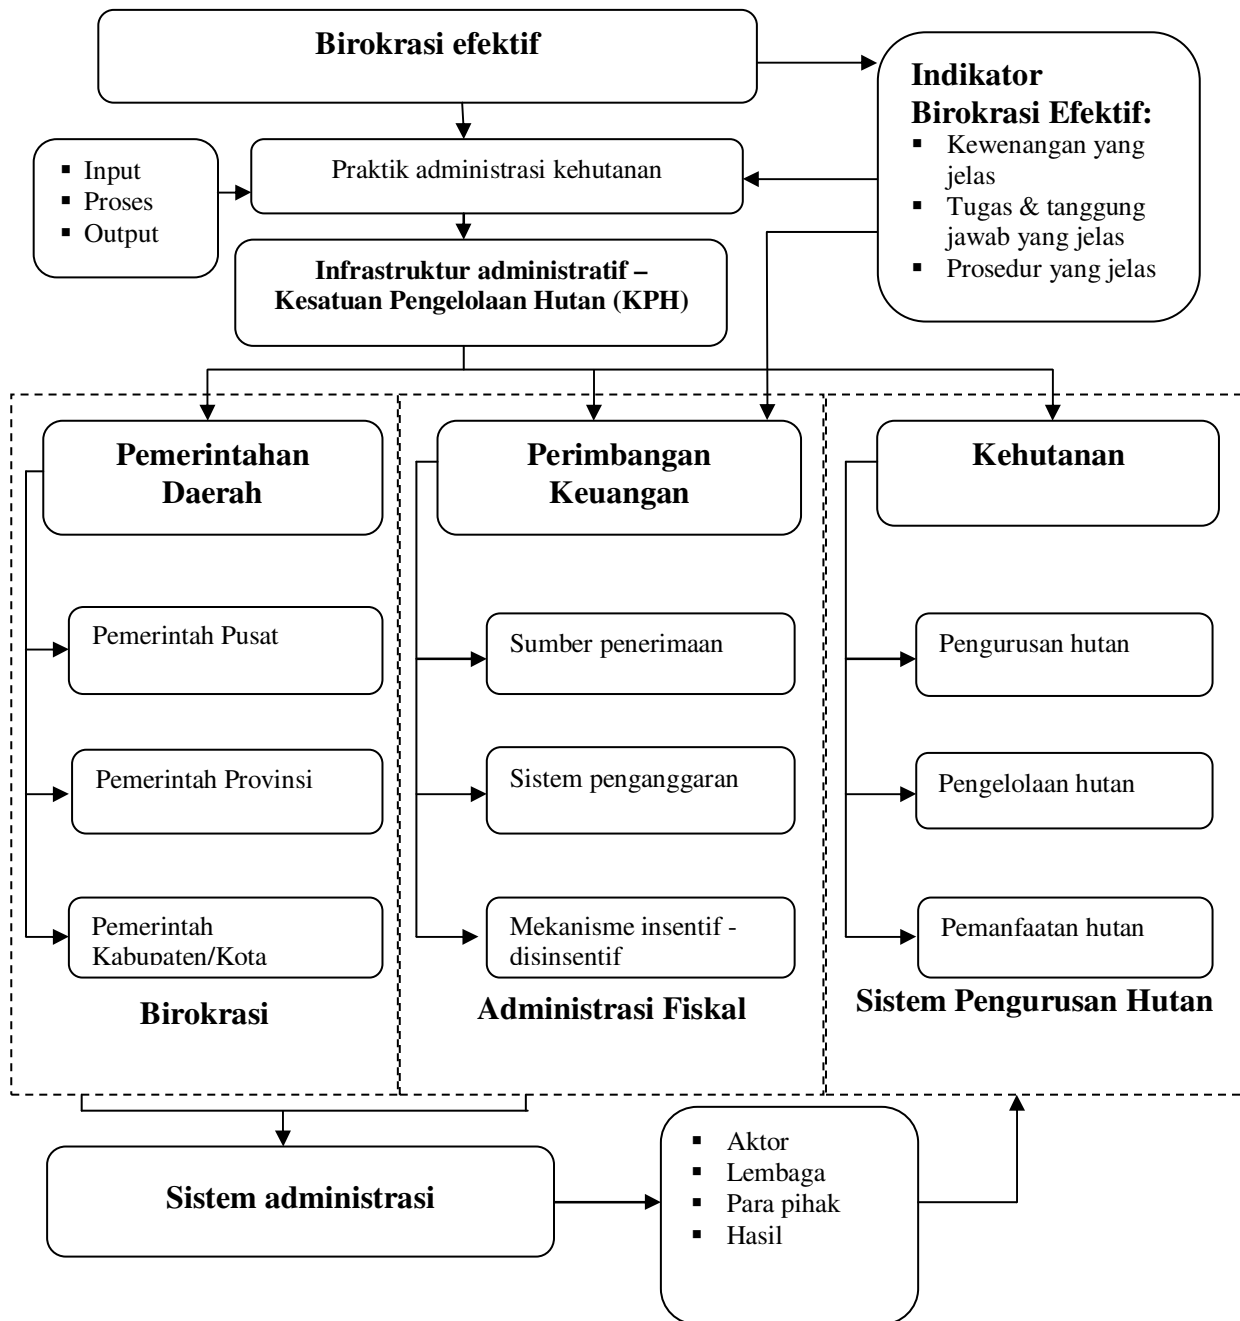 Birokrasi efektif
Indikator
Birokrasi Efektif:
▪ Kewenangan yang
jelas
▪ Tugas & tanggung
jawab yang jelas
▪ Prosedur yang jelas
▪ Input
▪ Proses
▪ Output
Praktik administrasi kehutanan
Infrastruktur administratif –
Kesatuan Pengelolaan Hutan (KPH)
Pemerintahan
Daerah
Pemerintah Pusat
Pemerintah Provinsi
Pemerintah
Kabupaten/Kota
Birokrasi
Perimbangan
Keuangan
Sumber penerimaan
Sistem penganggaran
Mekanisme insentif -
disinsentif
Administrasi Fiskal
Kehutanan
Pengurusan hutan
Pengelolaan hutan
Pemanfaatan hutan
Sistem Pengurusan Hutan
Sistem administrasi
▪ Aktor
▪ Lembaga
▪ Para pihak
▪ Hasil